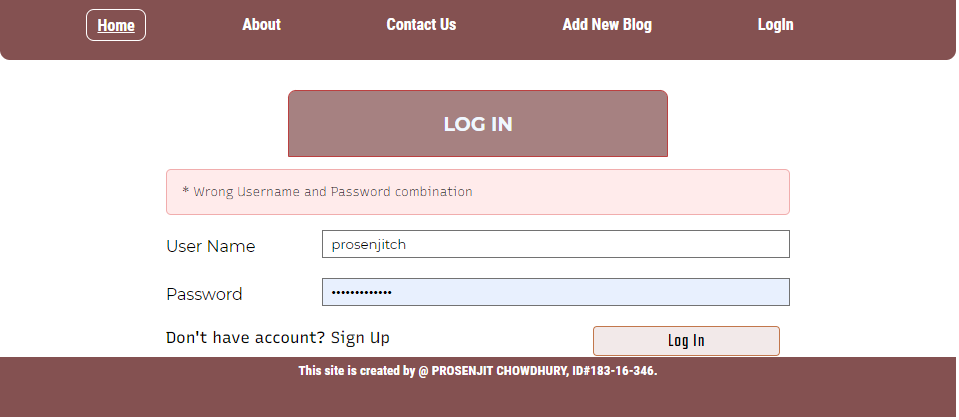 Home About Contact Us Add New Blog LogIn
LOG IN
* Wrong Username and Password combination
User Name prosenjitch
Password •••••••••••••
Don't have account? Sign Up Log In
This site is created by @ PROSENJIT CHOWDHURY, ID#183-16-346.